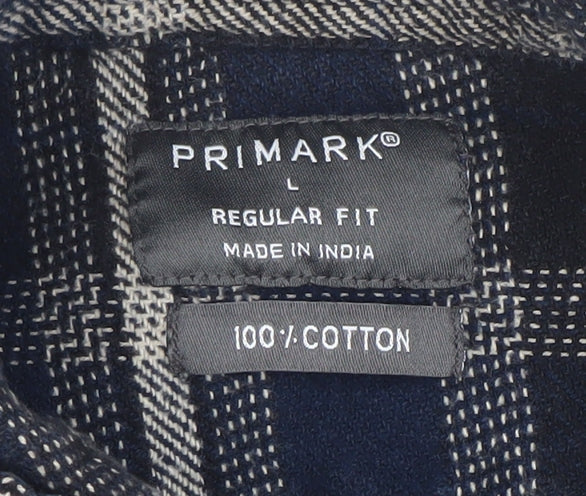 PRIMARK®
L
REGULAR FIT
MADE IN INDIA
100% COTTON